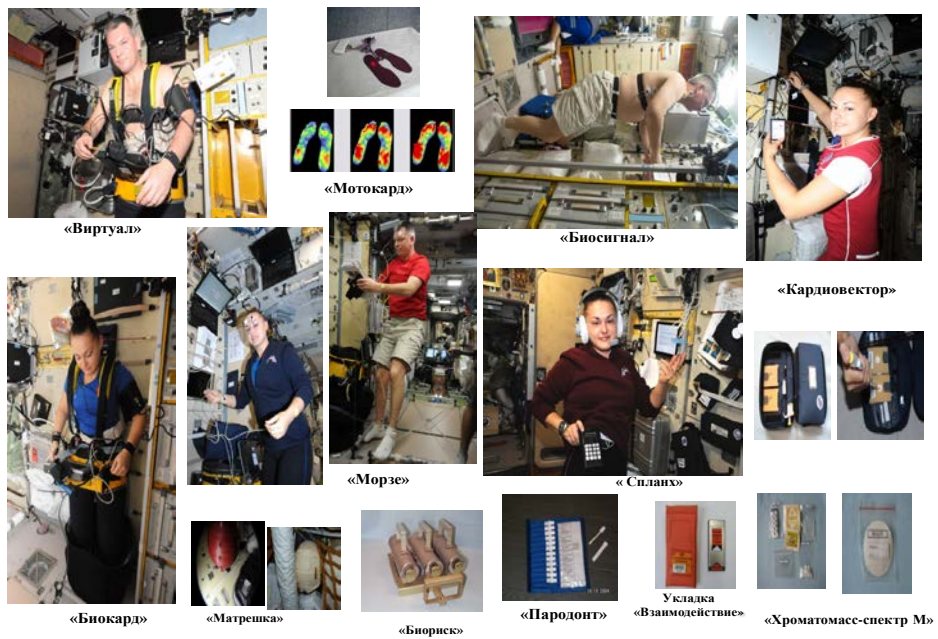 «Мотокард»
«Виртуал»
«Биосигнал»
«Кардиовектор»
«Морзе»
« Спланх»
«Биокард»
«Матрешка»
«Биориск»
«Пародонт»
Укладка
«Взаимодействие»
«Хроматомасс-спектр М»